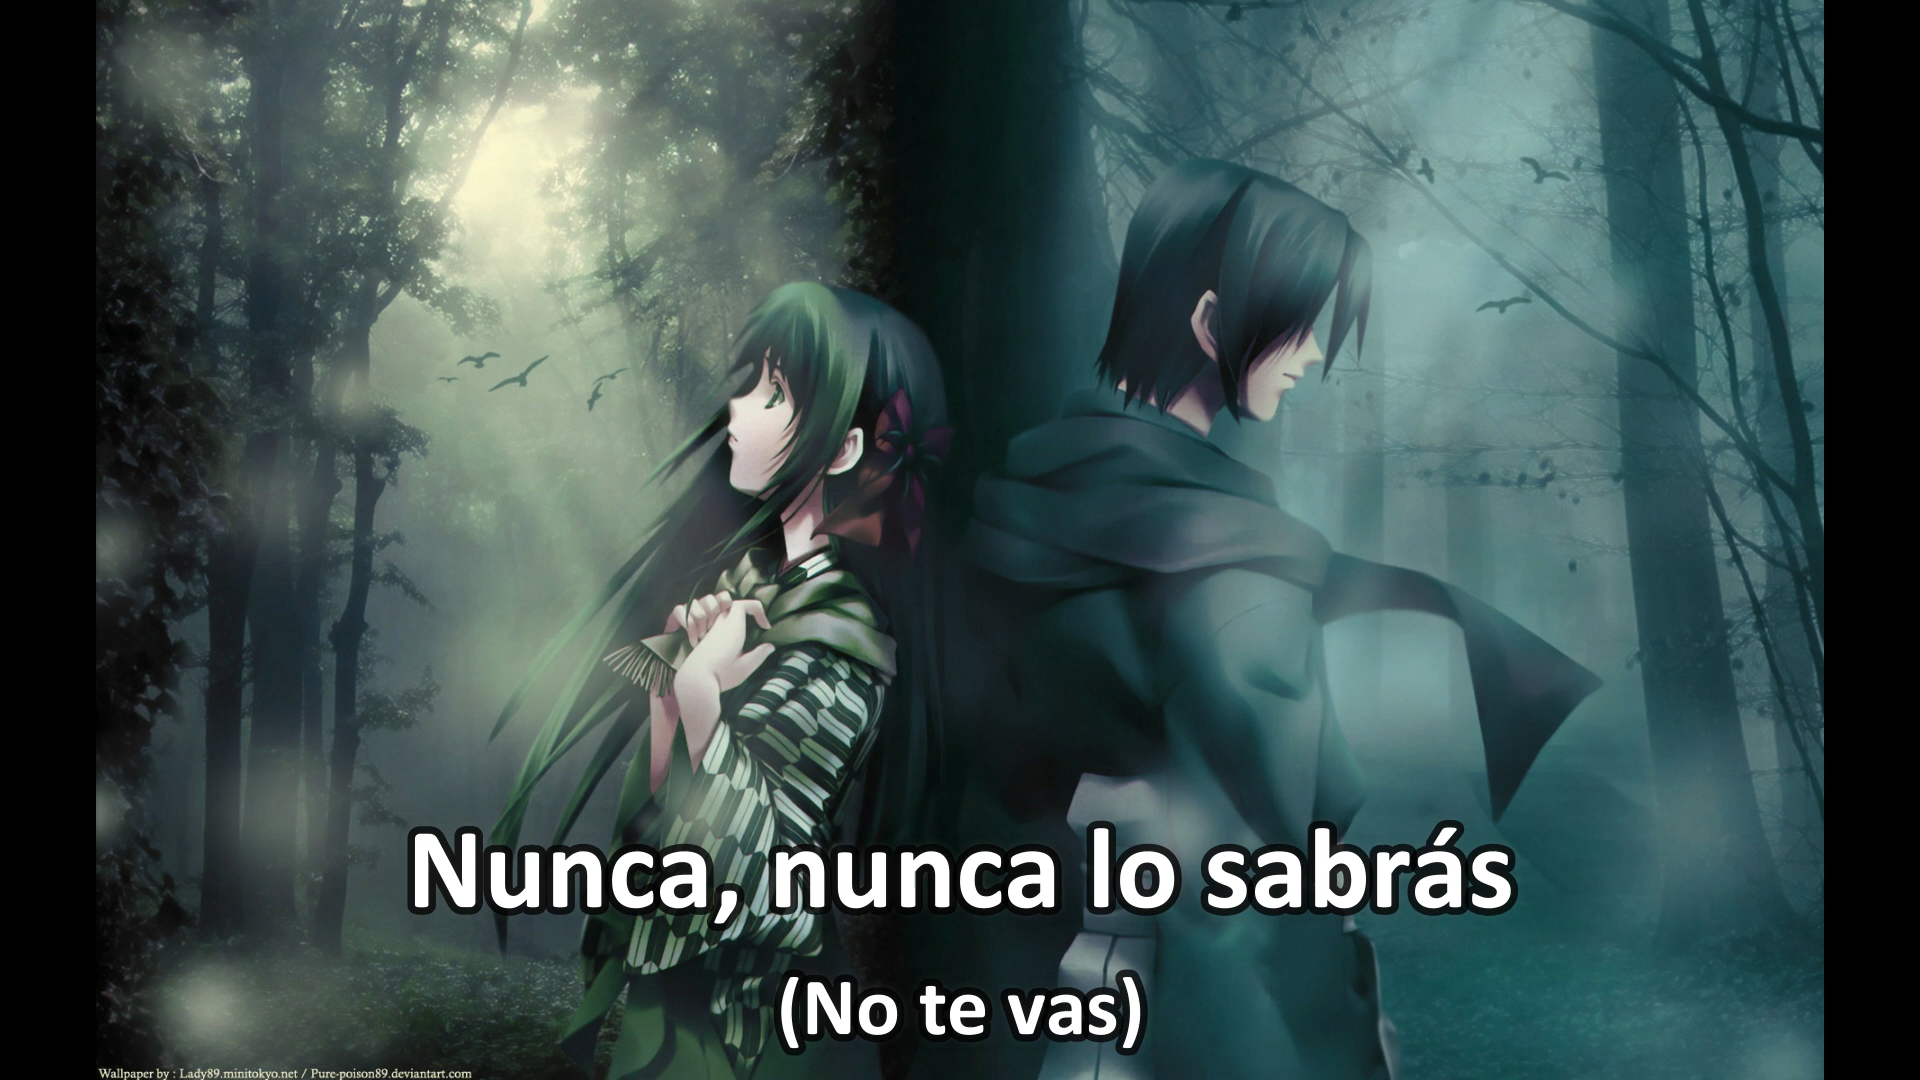 Nunca, nunca lo sabrás
(No te vas)
Wallpaper by : Lady89.minitokyo.net / Pure-poison89.deviantart.com